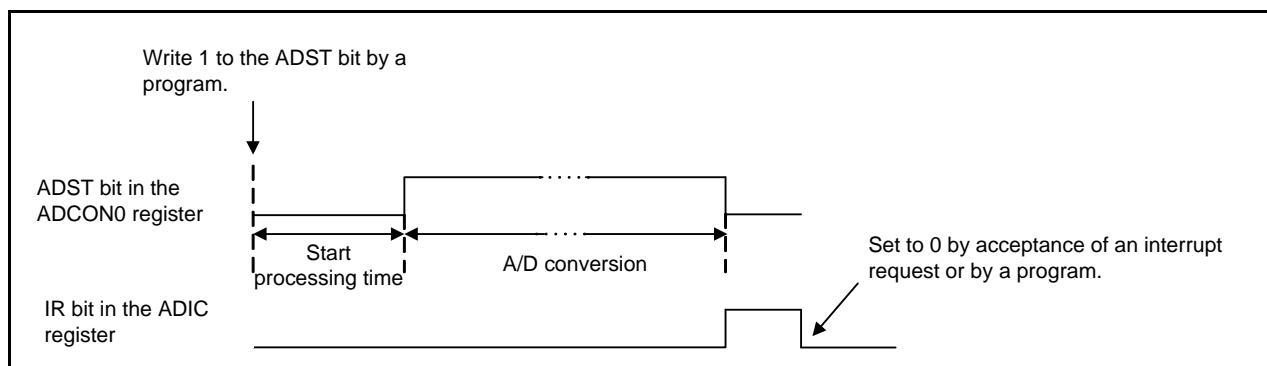 Write 1 to the ADST bit by a
program.
ADST bit in the
ADCON0 register
Start
processing time
A/D conversion
Set to 0 by acceptance of an interrupt
request or by a program.
IR bit in the ADIC
register